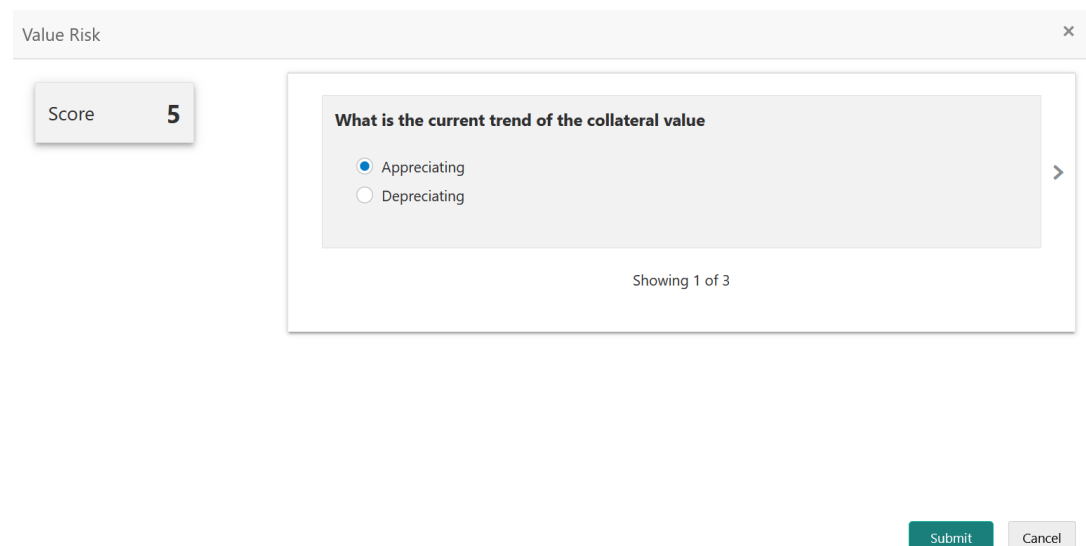 Value Risk
×
Score 5
What is the current trend of the collateral value
Appreciating
Depreciating
Showing 1 of 3
Submit Cancel